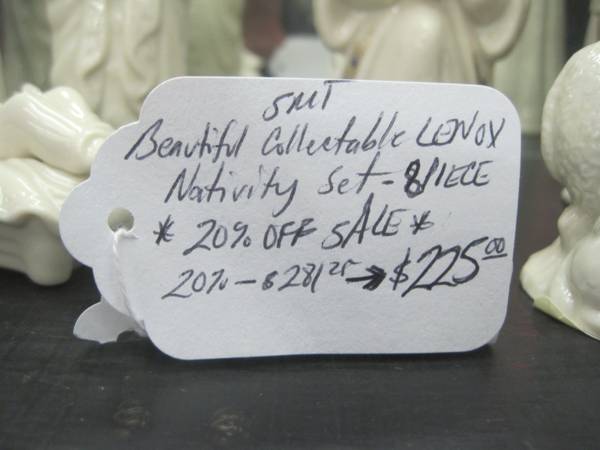 SMT
Beautiful Collectable LENOX
Nativity Set - 8 PIECE
* 20% OFF SALE *
20% - $281.25 → $225.00